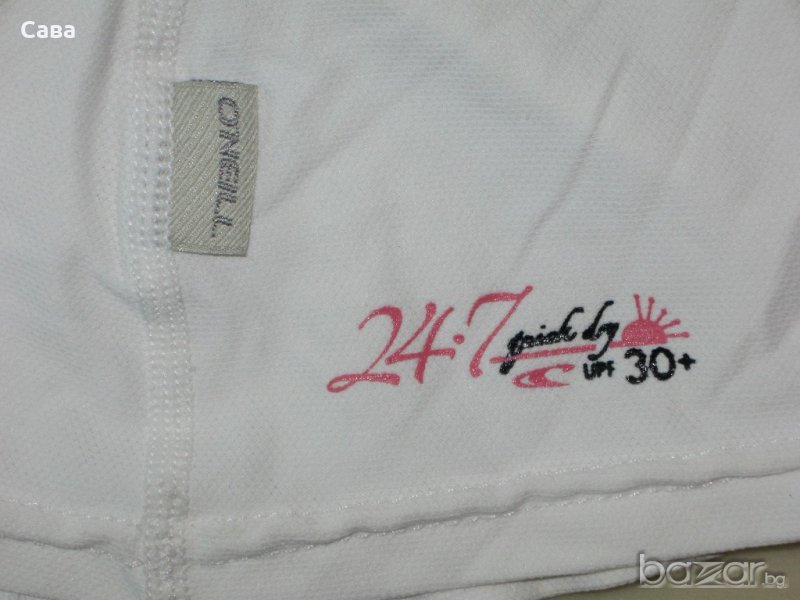 Сава
O'NEILL
24·7 quick dry
UPF 30+
bazar.bg